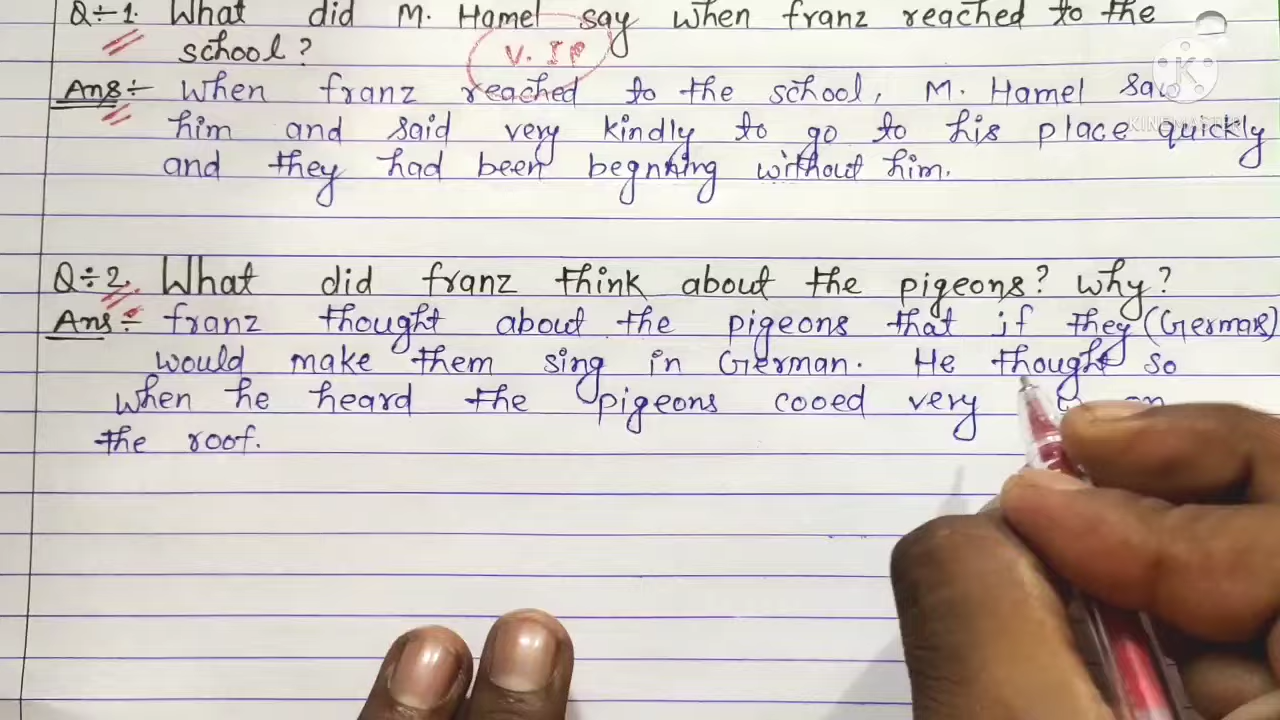 Q÷1. What did M. Hamel say when franz reached to the
school?
V. IP
Ans÷ When franz reached to the school, M. Hamel saw
him and said very kindly to go to his place quickly
and they had been begnning without him.
Q÷2. What did franz think about the pigeons? why?
Ans÷ franz thought about the pigeons that if they (German)
would make them sing in German. He thought so
when he heard the pigeons cooed very on
the roof.
K
KINEMASTER